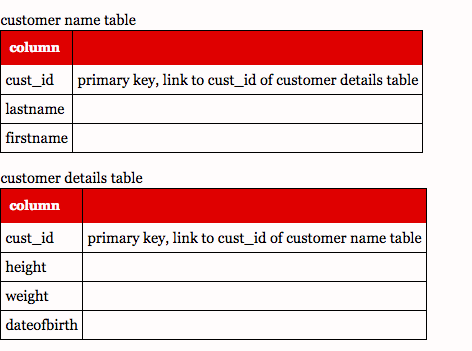 customer name table
column
cust_id primary key, link to cust_id of customer details table
lastname
firstname
customer details table
column
cust_id primary key, link to cust_id of customer name table
height
weight
dateofbirth